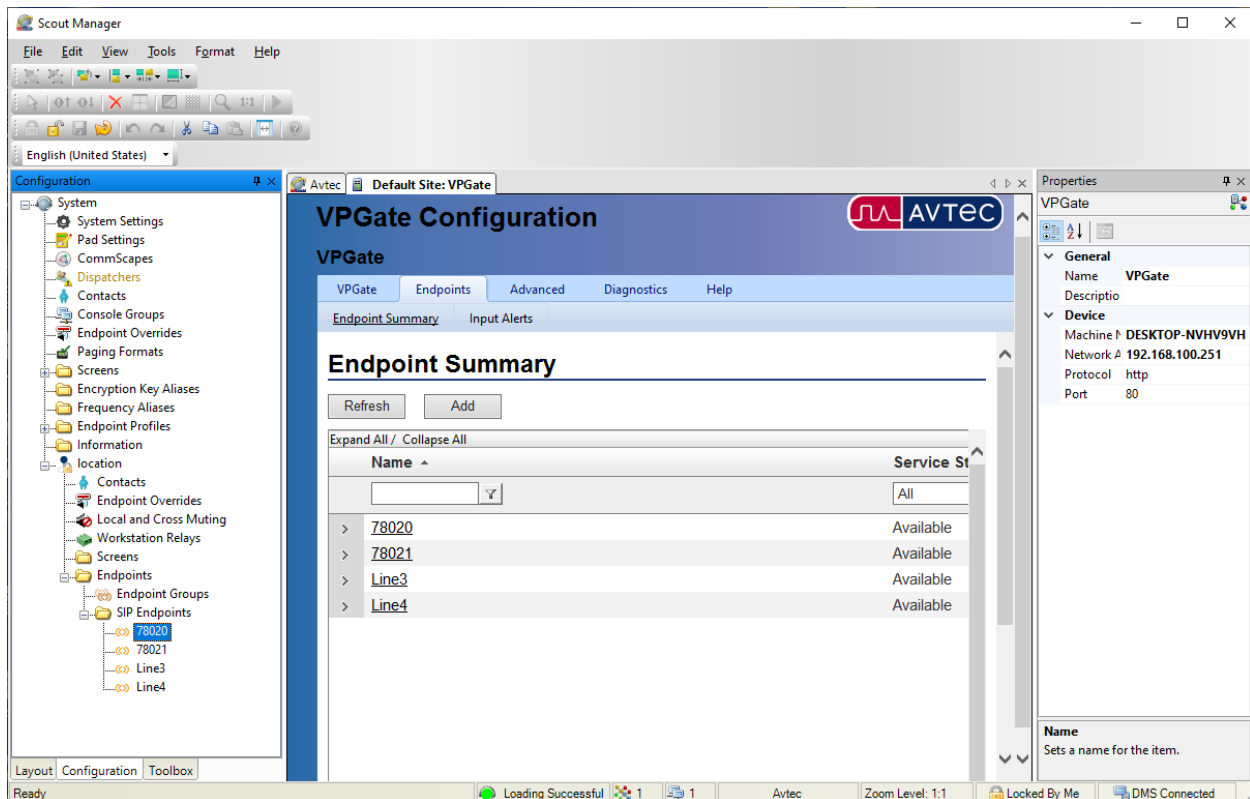 Scout Manager
File Edit View Tools Format Help
1:1
English (United States)
Configuration
System
System Settings
Pad Settings
CommScapes
Dispatchers
Contacts
Console Groups
Endpoint Overrides
Paging Formats
Screens
Encryption Key Aliases
Frequency Aliases
Endpoint Profiles
Information
location
Contacts
Endpoint Overrides
Local and Cross Muting
Workstation Relays
Screens
Endpoints
Endpoint Groups
SIP Endpoints
78020
78021
Line3
Line4
Layout Configuration Toolbox
Avtec Default Site: VPGate
VPGate Configuration
AVTEC
VPGate
VPGate Endpoints Advanced Diagnostics Help
Endpoint Summary Input Alerts
Endpoint Summary
Refresh Add
Expand All / Collapse All
Name Service St
All
78020 Available
78021 Available
Line3 Available
Line4 Available
Properties
VPGate
General
Name VPGate
Descriptio
Device
Machine N DESKTOP-NVHV9VH
Network A 192.168.100.251
Protocol http
Port 80
Name
Sets a name for the item.
Ready Loading Successful 1 1 Avtec Zoom Level: 1:1 Locked By Me DMS Connected